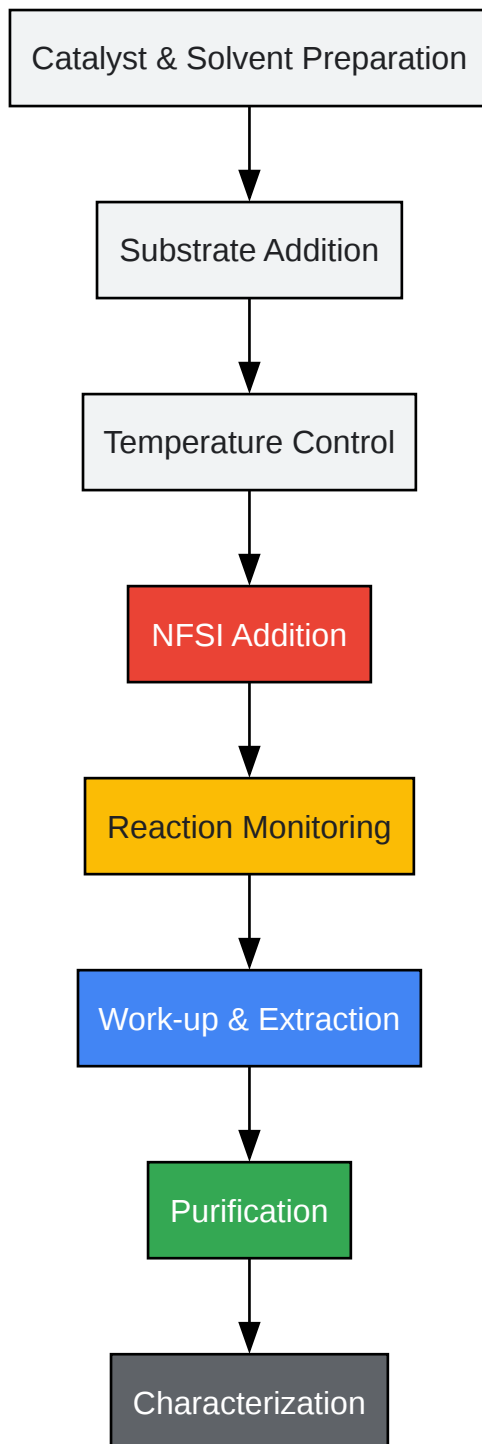 Catalyst & Solvent Preparation
Substrate Addition
Temperature Control
NFSI Addition
Reaction Monitoring
Work-up & Extraction
Purification
Characterization